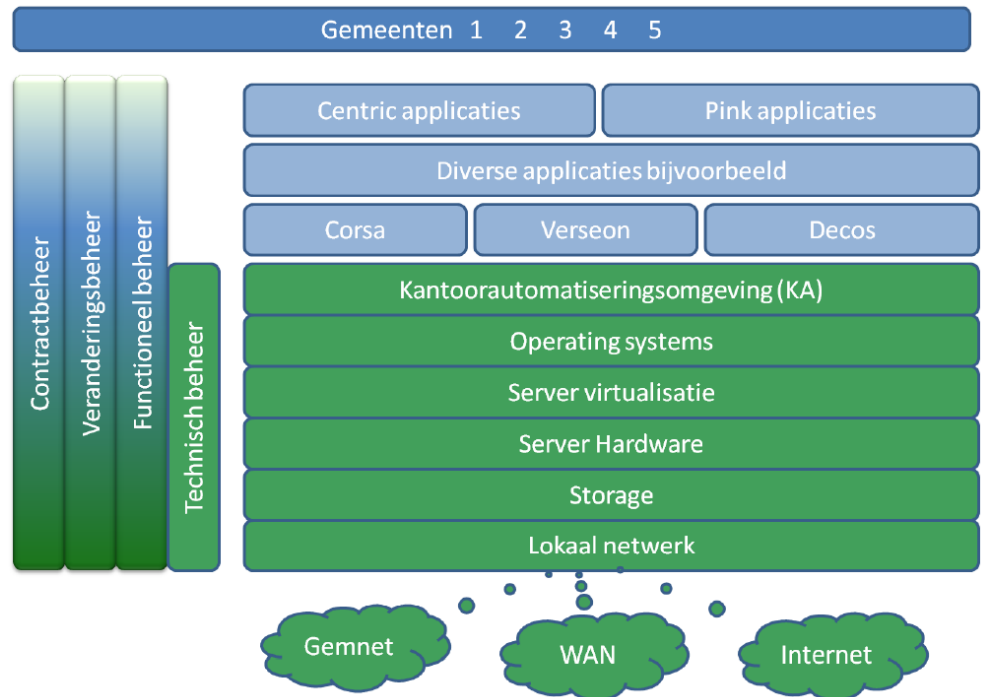 Gemeenten 1 2 3 4 5
Contractbeheer
Veranderingsbeheer
Functioneel beheer
Technisch beheer
Centric applicaties
Pink applicaties
Diverse applicaties bijvoorbeeld
Corsa
Verseon
Decos
Kantoorautomatiseringsomgeving (KA)
Operating systems
Server virtualisatie
Server Hardware
Storage
Lokaal netwerk
Gemnet
WAN
Internet